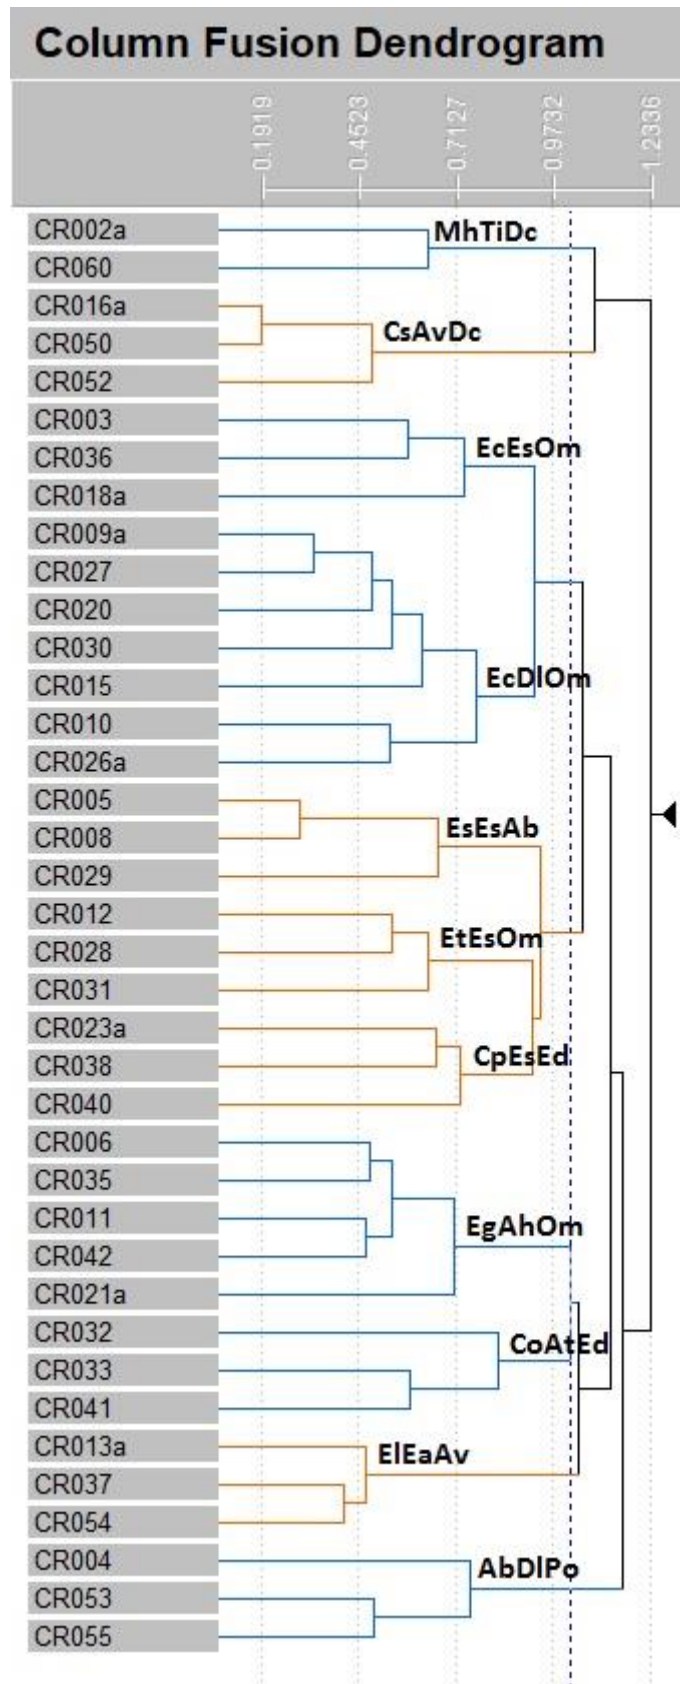 Column Fusion Dendrogram
0.1919 0.4523 0.7127 0.9732 1.2336
CR002a
MhTiDc
CR060
CR016a
CR050
CsAvDc
CR052
CR003
CR036
EcEsOm
CR018a
CR009a
CR027
CR020
CR030
CR015
EcDlOm
CR010
CR026a
CR005
CR008
EsEsAb
CR029
CR012
CR028
EtEsOm
CR031
CR023a
CR038
CpEsEd
CR040
CR006
CR035
CR011
EgAhOm
CR042
CR021a
CR032
CoAtEd
CR033
CR041
CR013a
ElEaAv
CR037
CR054
CR004
AbDlPo
CR053
CR055